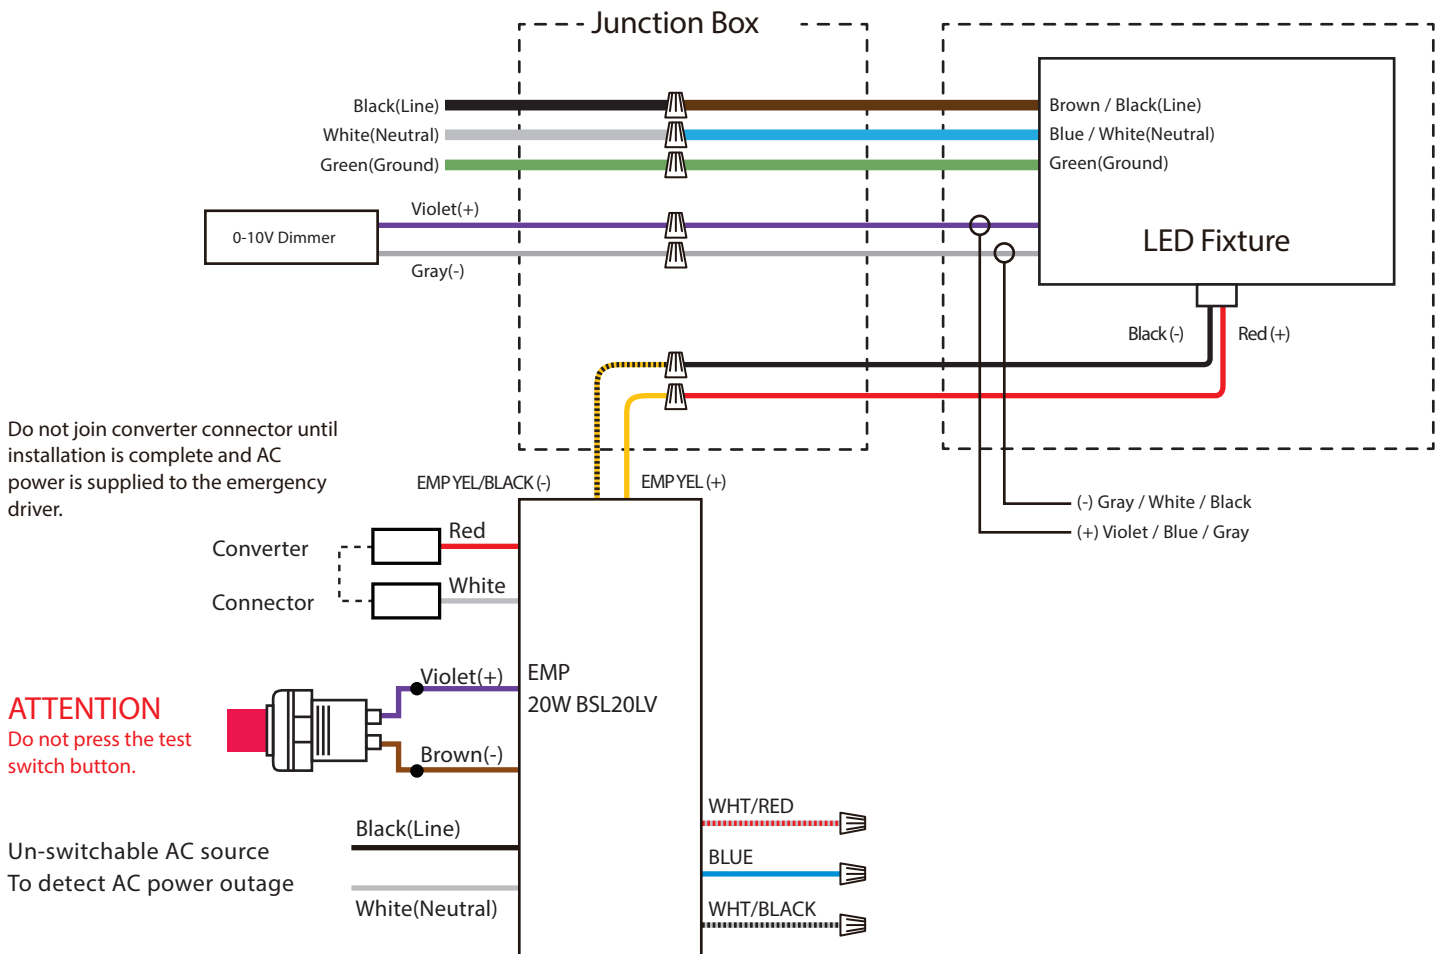 Junction Box
Black(Line)
Brown / Black(Line)
White(Neutral)
Blue / White(Neutral)
Green(Ground)
Green(Ground)
Violet(+)
0-10V Dimmer
LED Fixture
Gray(-)
Black (-)
Red (+)
Do not join converter connector until
installation is complete and AC
power is supplied to the emergency
driver.
EMP YEL/BLACK (-)
EMP YEL (+)
(-) Gray / White / Black
(+) Violet / Blue / Gray
Red
Converter
White
Connector
Violet(+)
EMP
20W BSL20LV
ATTENTION
Do not press the test
switch button.
Brown(-)
WHT/RED
Black(Line)
Un-switchable AC source
To detect AC power outage
BLUE
White(Neutral)
WHT/BLACK